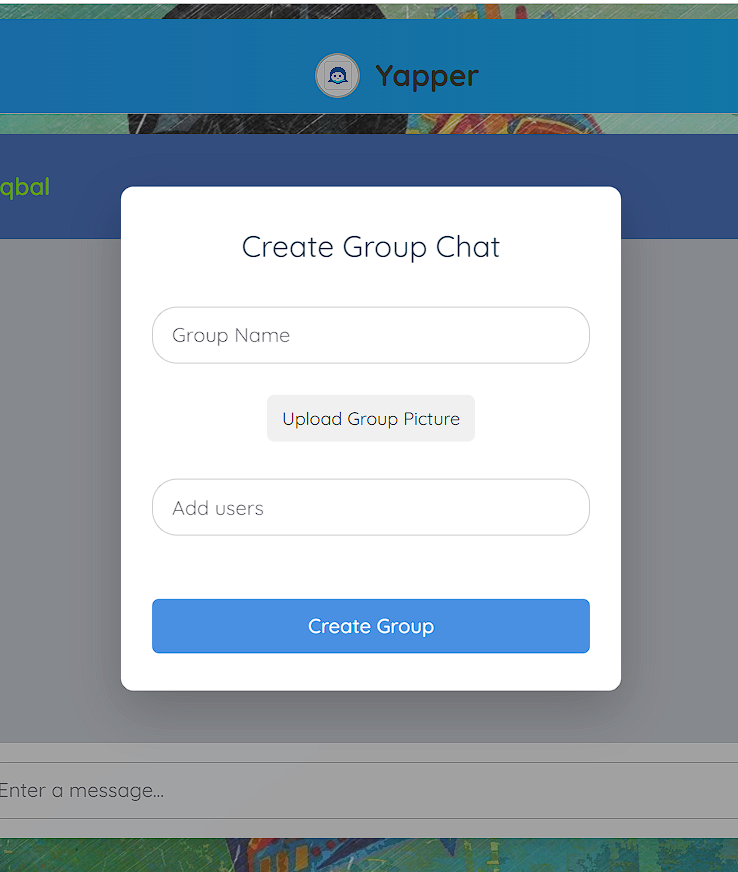 Yapper
qbal
Create Group Chat
Group Name
Upload Group Picture
Add users
Create Group
Enter a message...